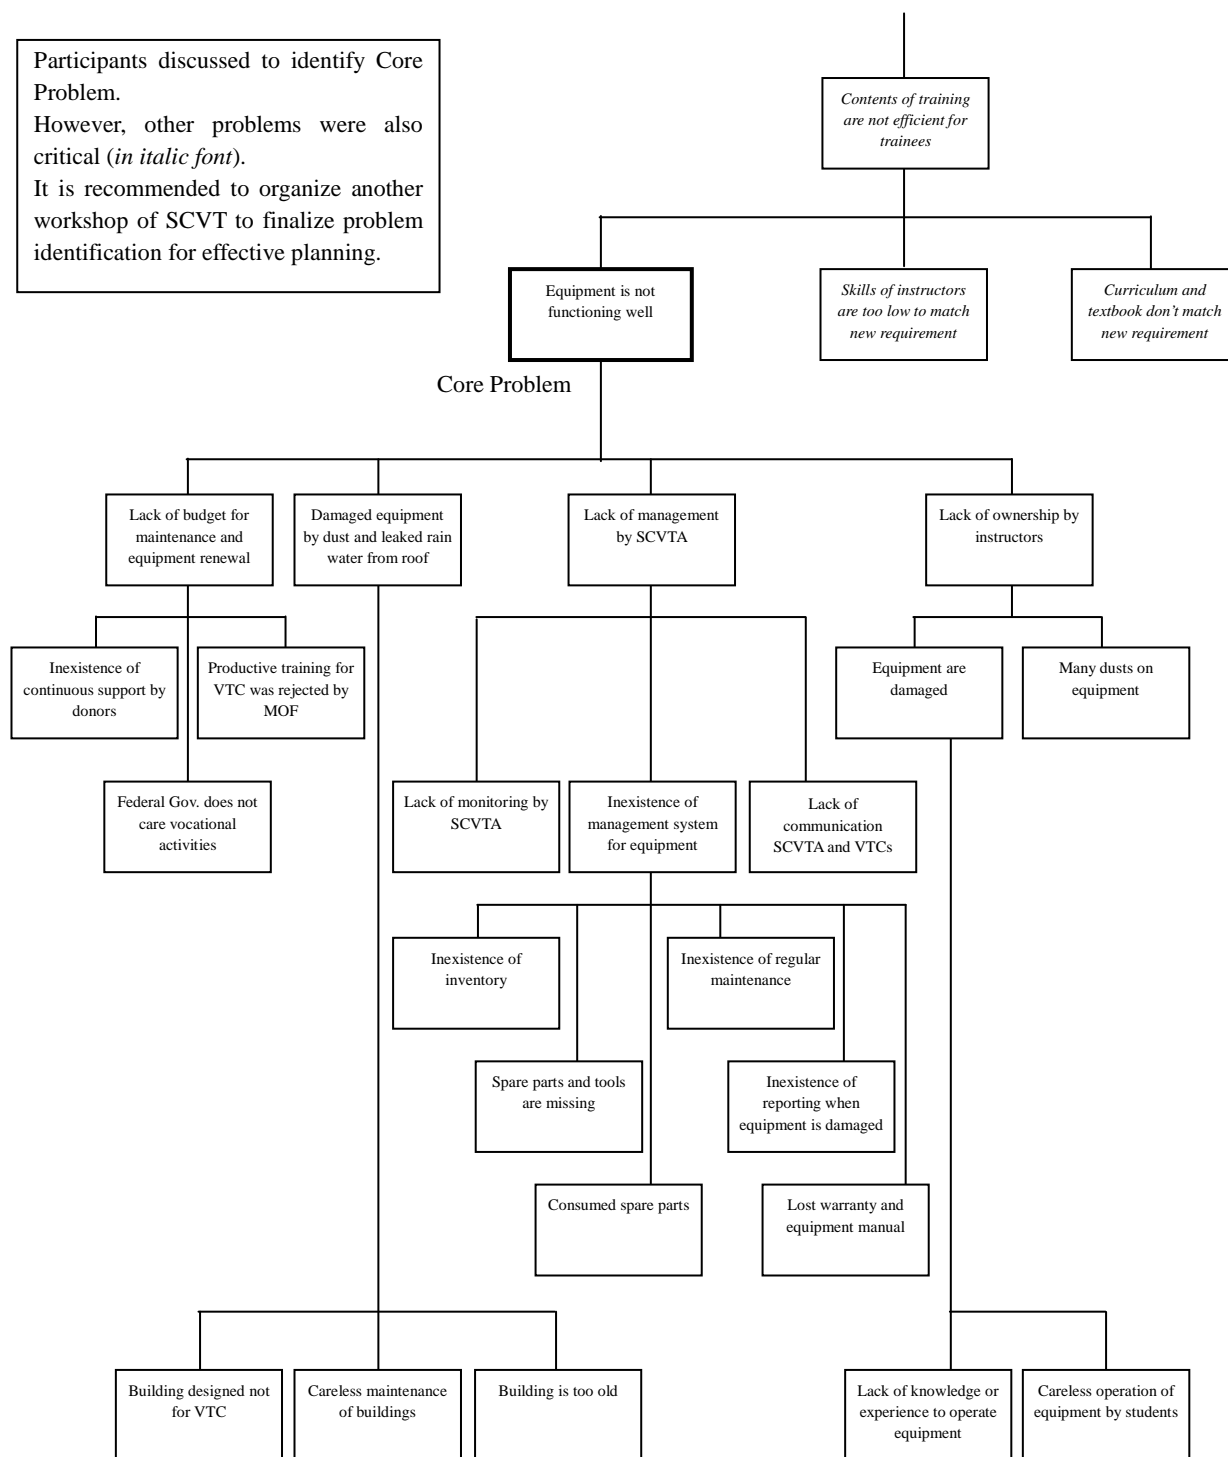 Participants discussed to identify Core
Problem.
However, other problems were also
critical (in italic font).
It is recommended to organize another
workshop of SCVT to finalize problem
identification for effective planning.
Contents of training
are not efficient for
trainees
Equipment is not
functioning well
Skills of instructors
are too low to match
new requirement
Curriculum and
textbook don't match
new requirement
Core Problem
Lack of budget for
maintenance and
equipment renewal
Damaged equipment
by dust and leaked rain
water from roof
Lack of management
by SCVTA
Lack of ownership by
instructors
Inexistence of
continuous support by
donors
Productive training for
VTC was rejected by
MOF
Equipment are
damaged
Many dusts on
equipment
Federal Gov. does not
care vocational
activities
Lack of monitoring by
SCVTA
Inexistence of
management system
for equipment
Lack of
communication
SCVTA and VTCs
Inexistence of
inventory
Inexistence of regular
maintenance
Spare parts and tools
are missing
Inexistence of
reporting when
equipment is damaged
Consumed spare parts
Lost warranty and
equipment manual
Building designed not
for VTC
Careless maintenance
of buildings
Building is too old
Lack of knowledge or
experience to operate
equipment
Careless operation of
equipment by students